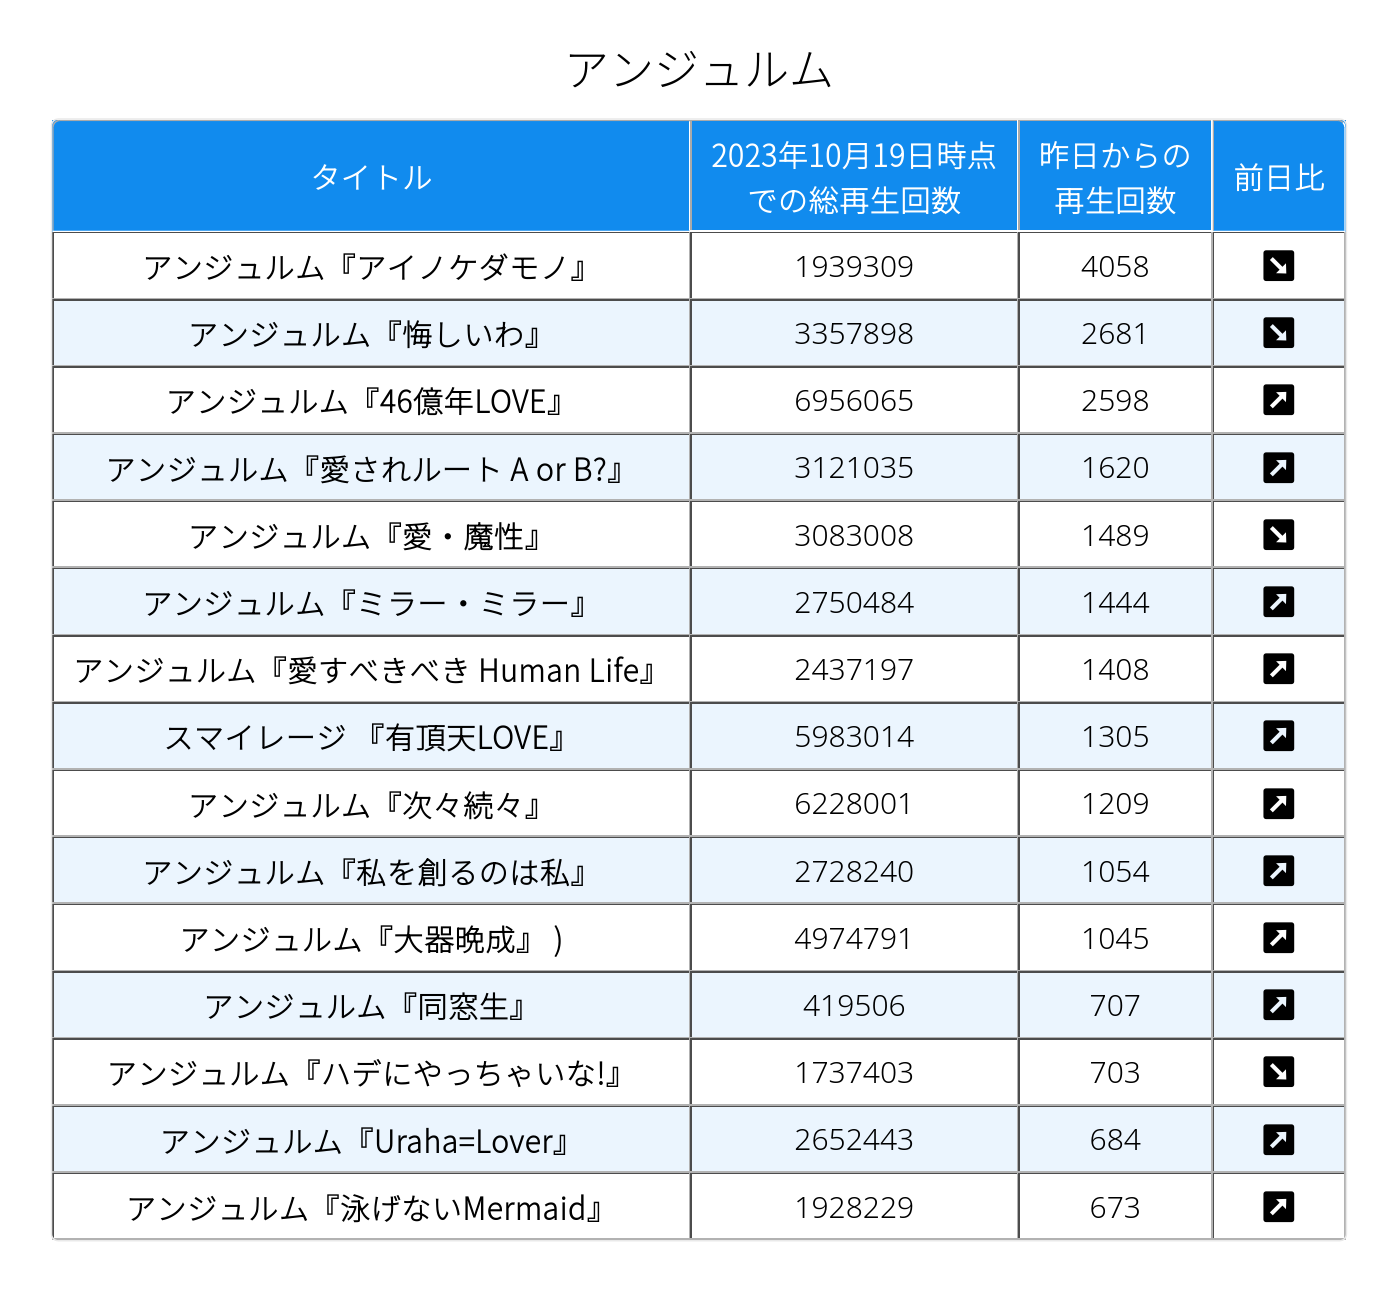 アンジュルム
タイトル 2023年10月19日時点での総再生回数 昨日からの再生回数 前日比
アンジュルム『アイノケダモノ』 1939309 4058 ↘
アンジュルム『悔しいわ』 3357898 2681 ↘
アンジュルム『46億年LOVE』 6956065 2598 ↗
アンジュルム『愛されルート A or B?』 3121035 1620 ↗
アンジュルム『愛・魔性』 3083008 1489 ↘
アンジュルム『ミラー・ミラー』 2750484 1444 ↗
アンジュルム『愛すべきべき Human Life』 2437197 1408 ↗
スマイレージ 『有頂天LOVE』 5983014 1305 ↗
アンジュルム『次々続々』 6228001 1209 ↗
アンジュルム『私を創るのは私』 2728240 1054 ↗
アンジュルム『大器晩成』 ) 4974791 1045 ↗
アンジュルム『同窓生』 419506 707 ↗
アンジュルム『ハデにやっちゃいな!』 1737403 703 ↘
アンジュルム『Uraha=Lover』 2652443 684 ↗
アンジュルム『泳げないMermaid』 1928229 673 ↗